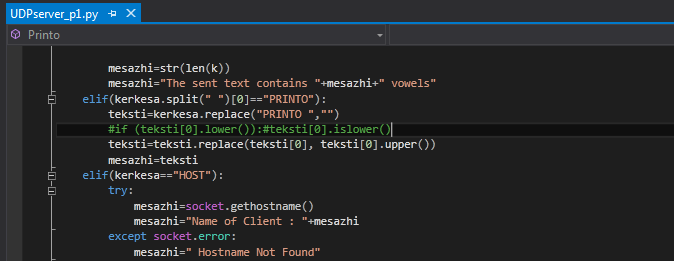 UDPserver_p1.py
Printo
mesazhi=str(len(k))
mesazhi="The sent text contains "+mesazhi+" vowels"
elif(kerkesa.split(" ")[0]=="PRINTO"):
teksti=kerkesa.replace("PRINTO ","")
#if (teksti[0].lower()):#teksti[0].islower()
teksti=teksti.replace(teksti[0], teksti[0].upper())
mesazhi=teksti
elif(kerkesa=="HOST"):
try:
mesazhi=socket.gethostname()
mesazhi="Name of Client : "+mesazhi
except socket.error:
mesazhi=" Hostname Not Found"